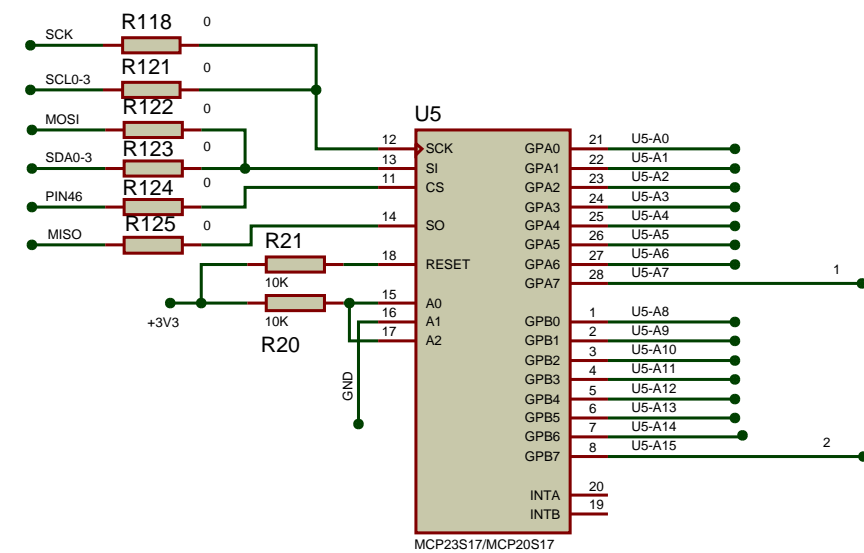 R118 0
SCK
R121 0
SCL0-3
R122 0
MOSI
R123 0
SDA0-3
R124 0
PIN46
R125 0
MISO
R21
10K
+3V3
10K
R20
GND
U5
12 SCK
13 SI
11 CS
14 SO
18 RESET
15 A0
16 A1
17 A2
GPA0 21 U5-A0
GPA1 22 U5-A1
GPA2 23 U5-A2
GPA3 24 U5-A3
GPA4 25 U5-A4
GPA5 26 U5-A5
GPA6 27 U5-A6
GPA7 28 U5-A7 1
GPB0 1 U5-A8
GPB1 2 U5-A9
GPB2 3 U5-A10
GPB3 4 U5-A11
GPB4 5 U5-A12
GPB5 6 U5-A13
GPB6 7 U5-A14
GPB7 8 U5-A15 2
INTA 20
INTB 19
MCP23S17/MCP20S17